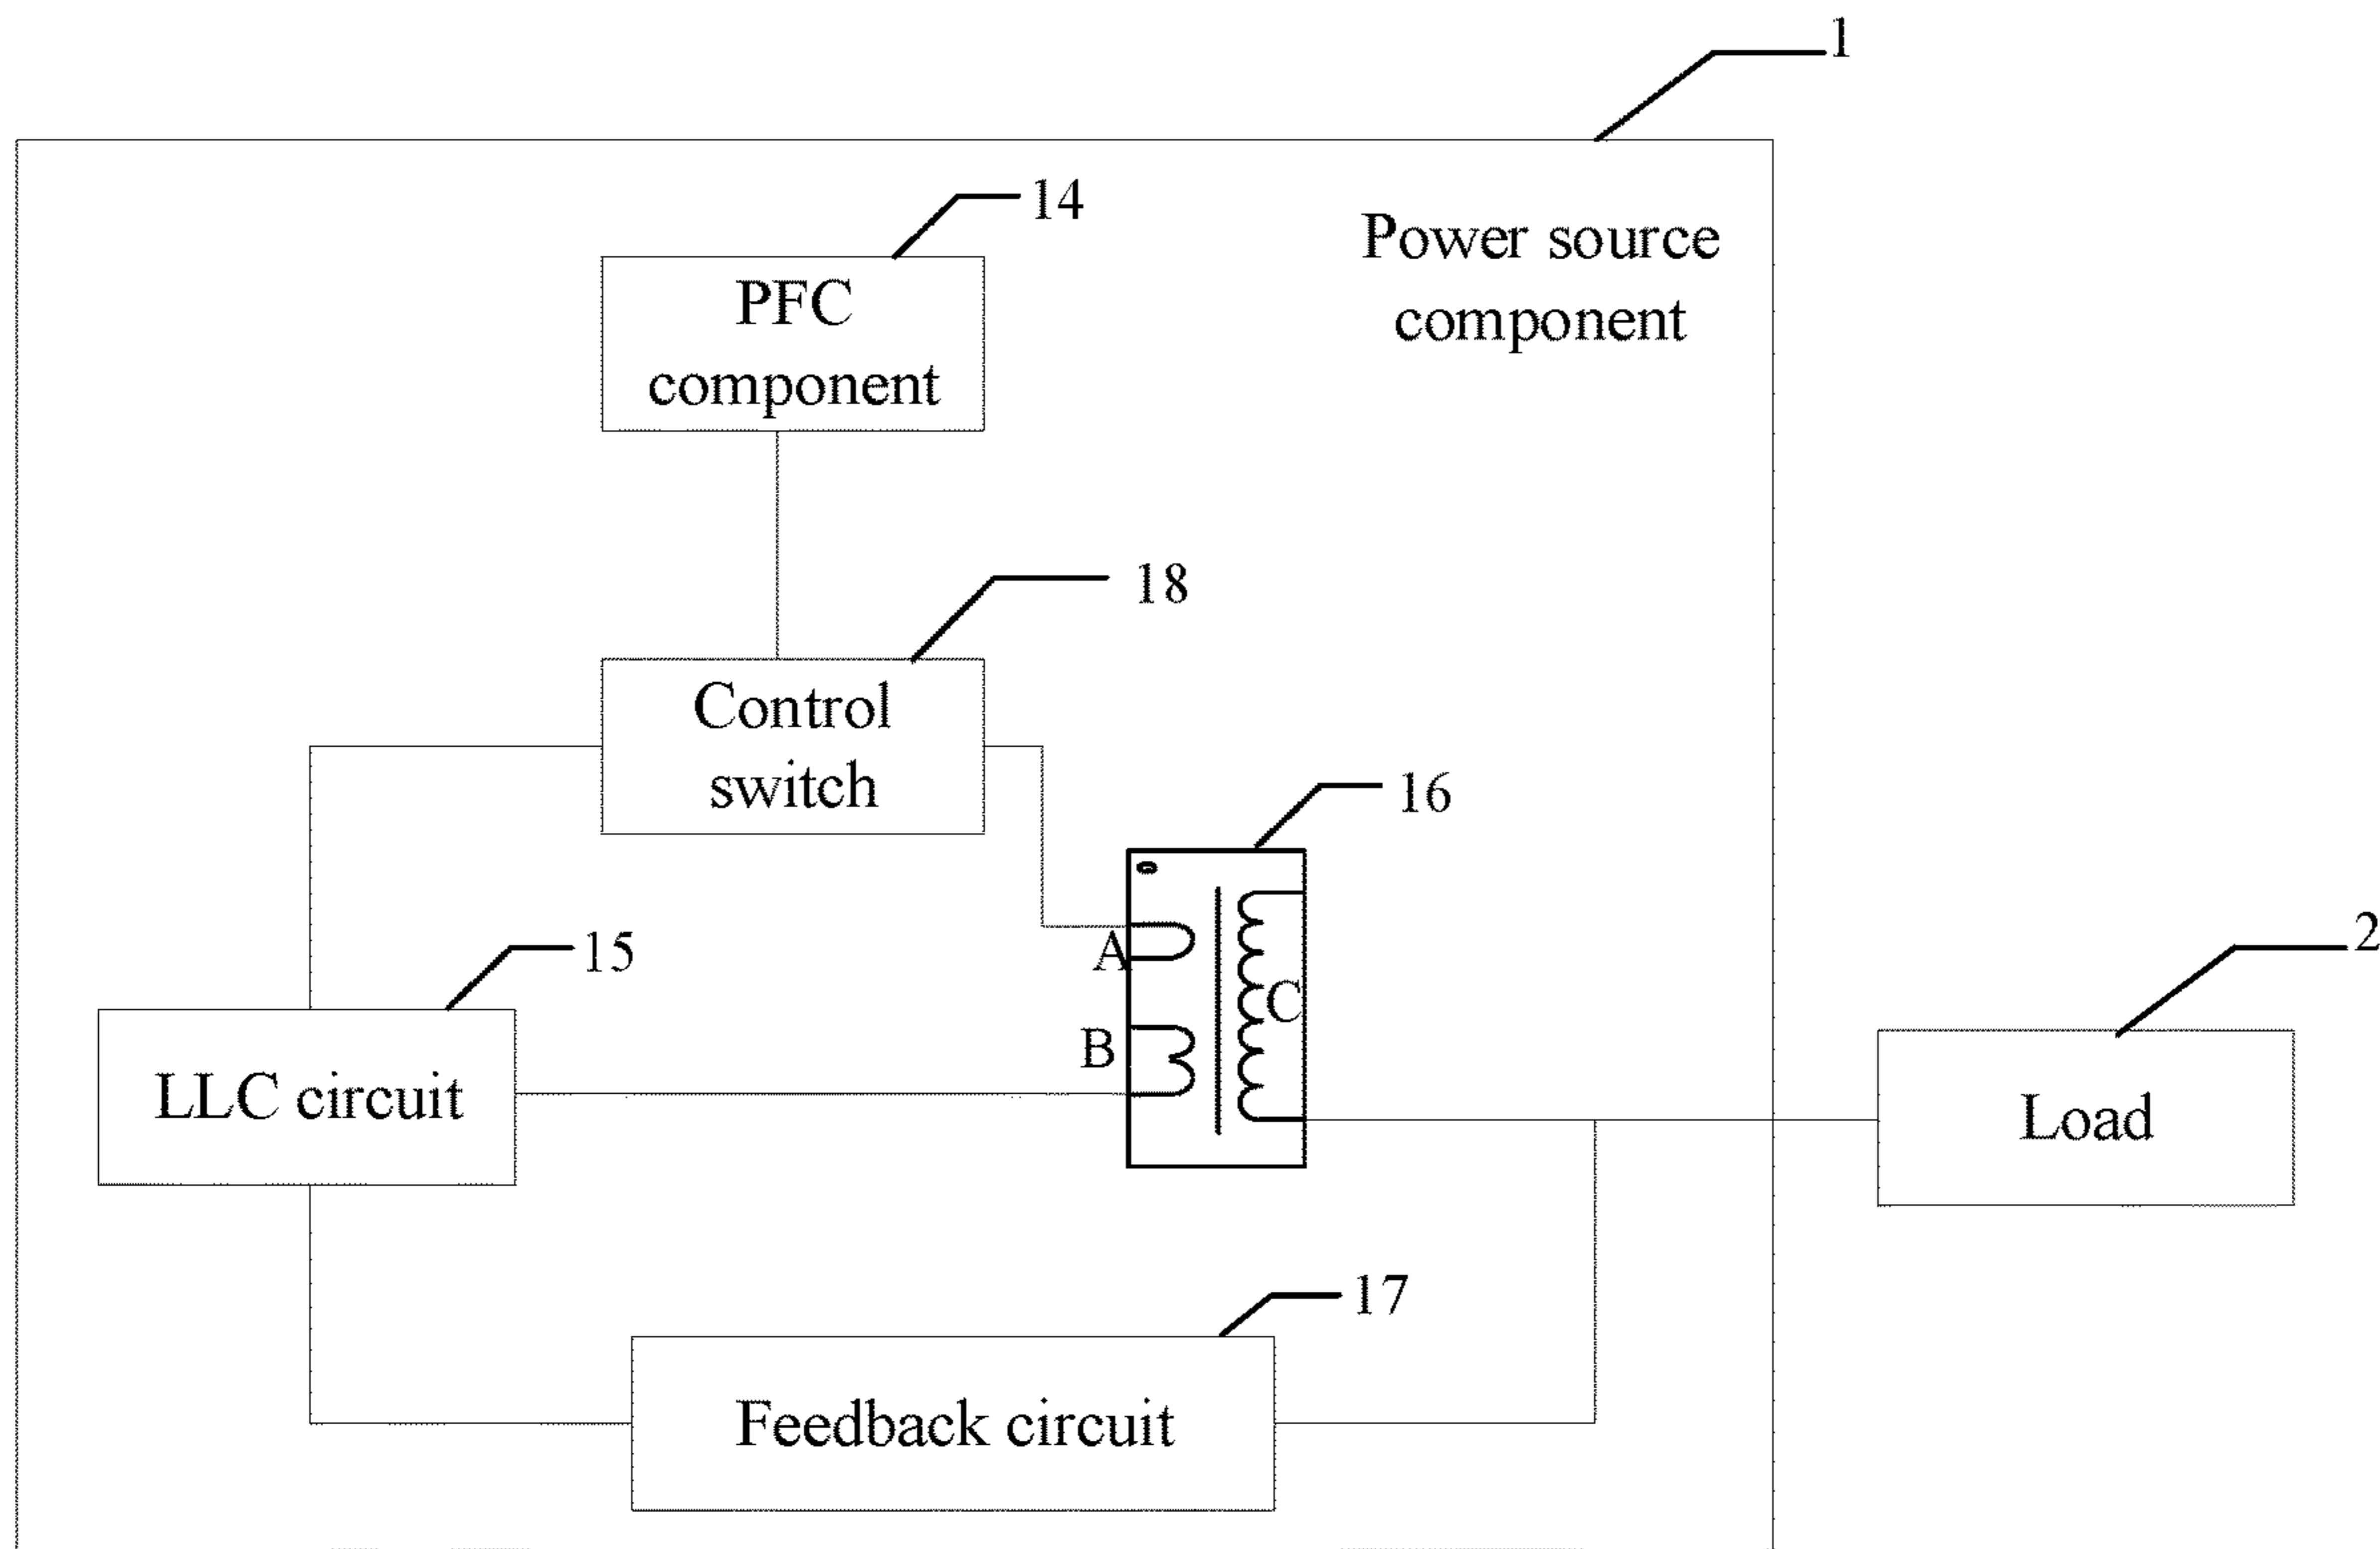 1
14
Power source
component
PFC
component
18
Control
switch
16
15
A
C
B
2
LLC circuit
Load
17
Feedback circuit